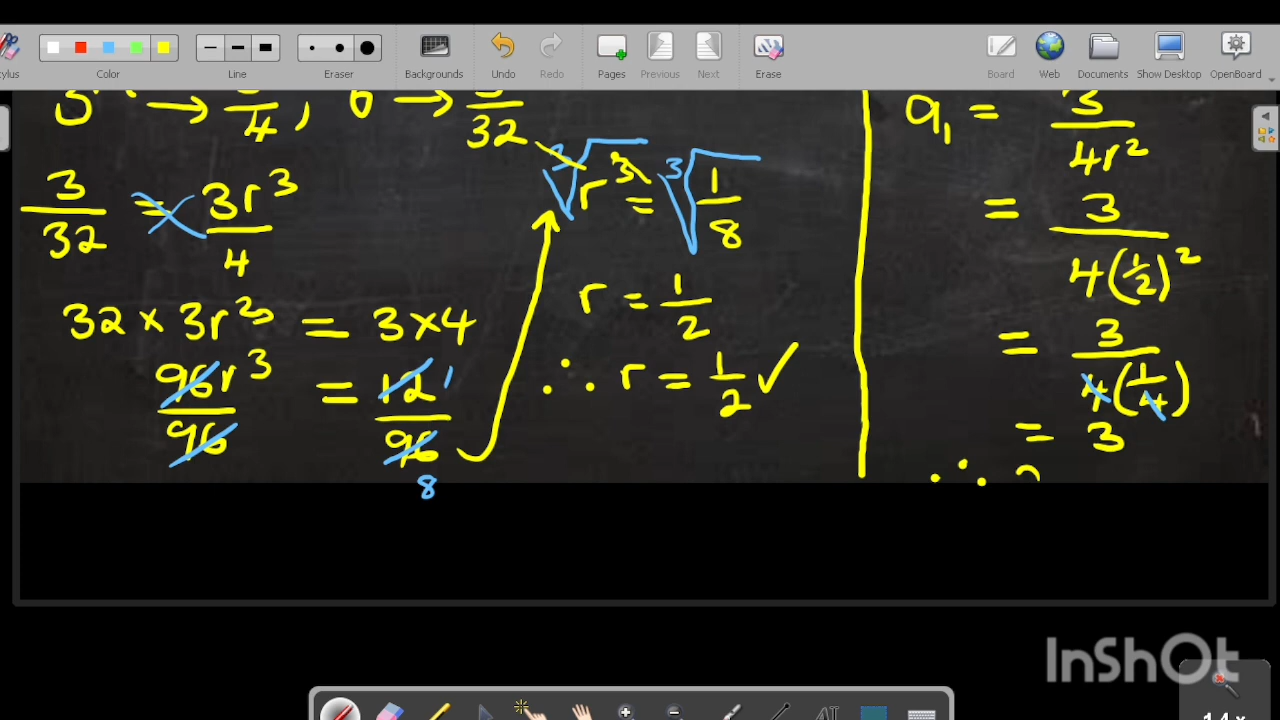 Color
Line
Eraser
Backgrounds
Undo
Redo
Pages
Previous
Next
Erase
Board
Web
Documents
Show Desktop
OpenBoard
→ /4 , 6 → /32
3/32 = 3r³/4
32 × 3r³ = 3×4
96r³/96 = 12/96
1
8
∛r³ = ∛1/8
r = 1/2
∴ r = 1/2 ✓
a₁ = 3/4r²
= 3/4(1/2)²
= 3/4(1/4)
= 3
∴
InShOt